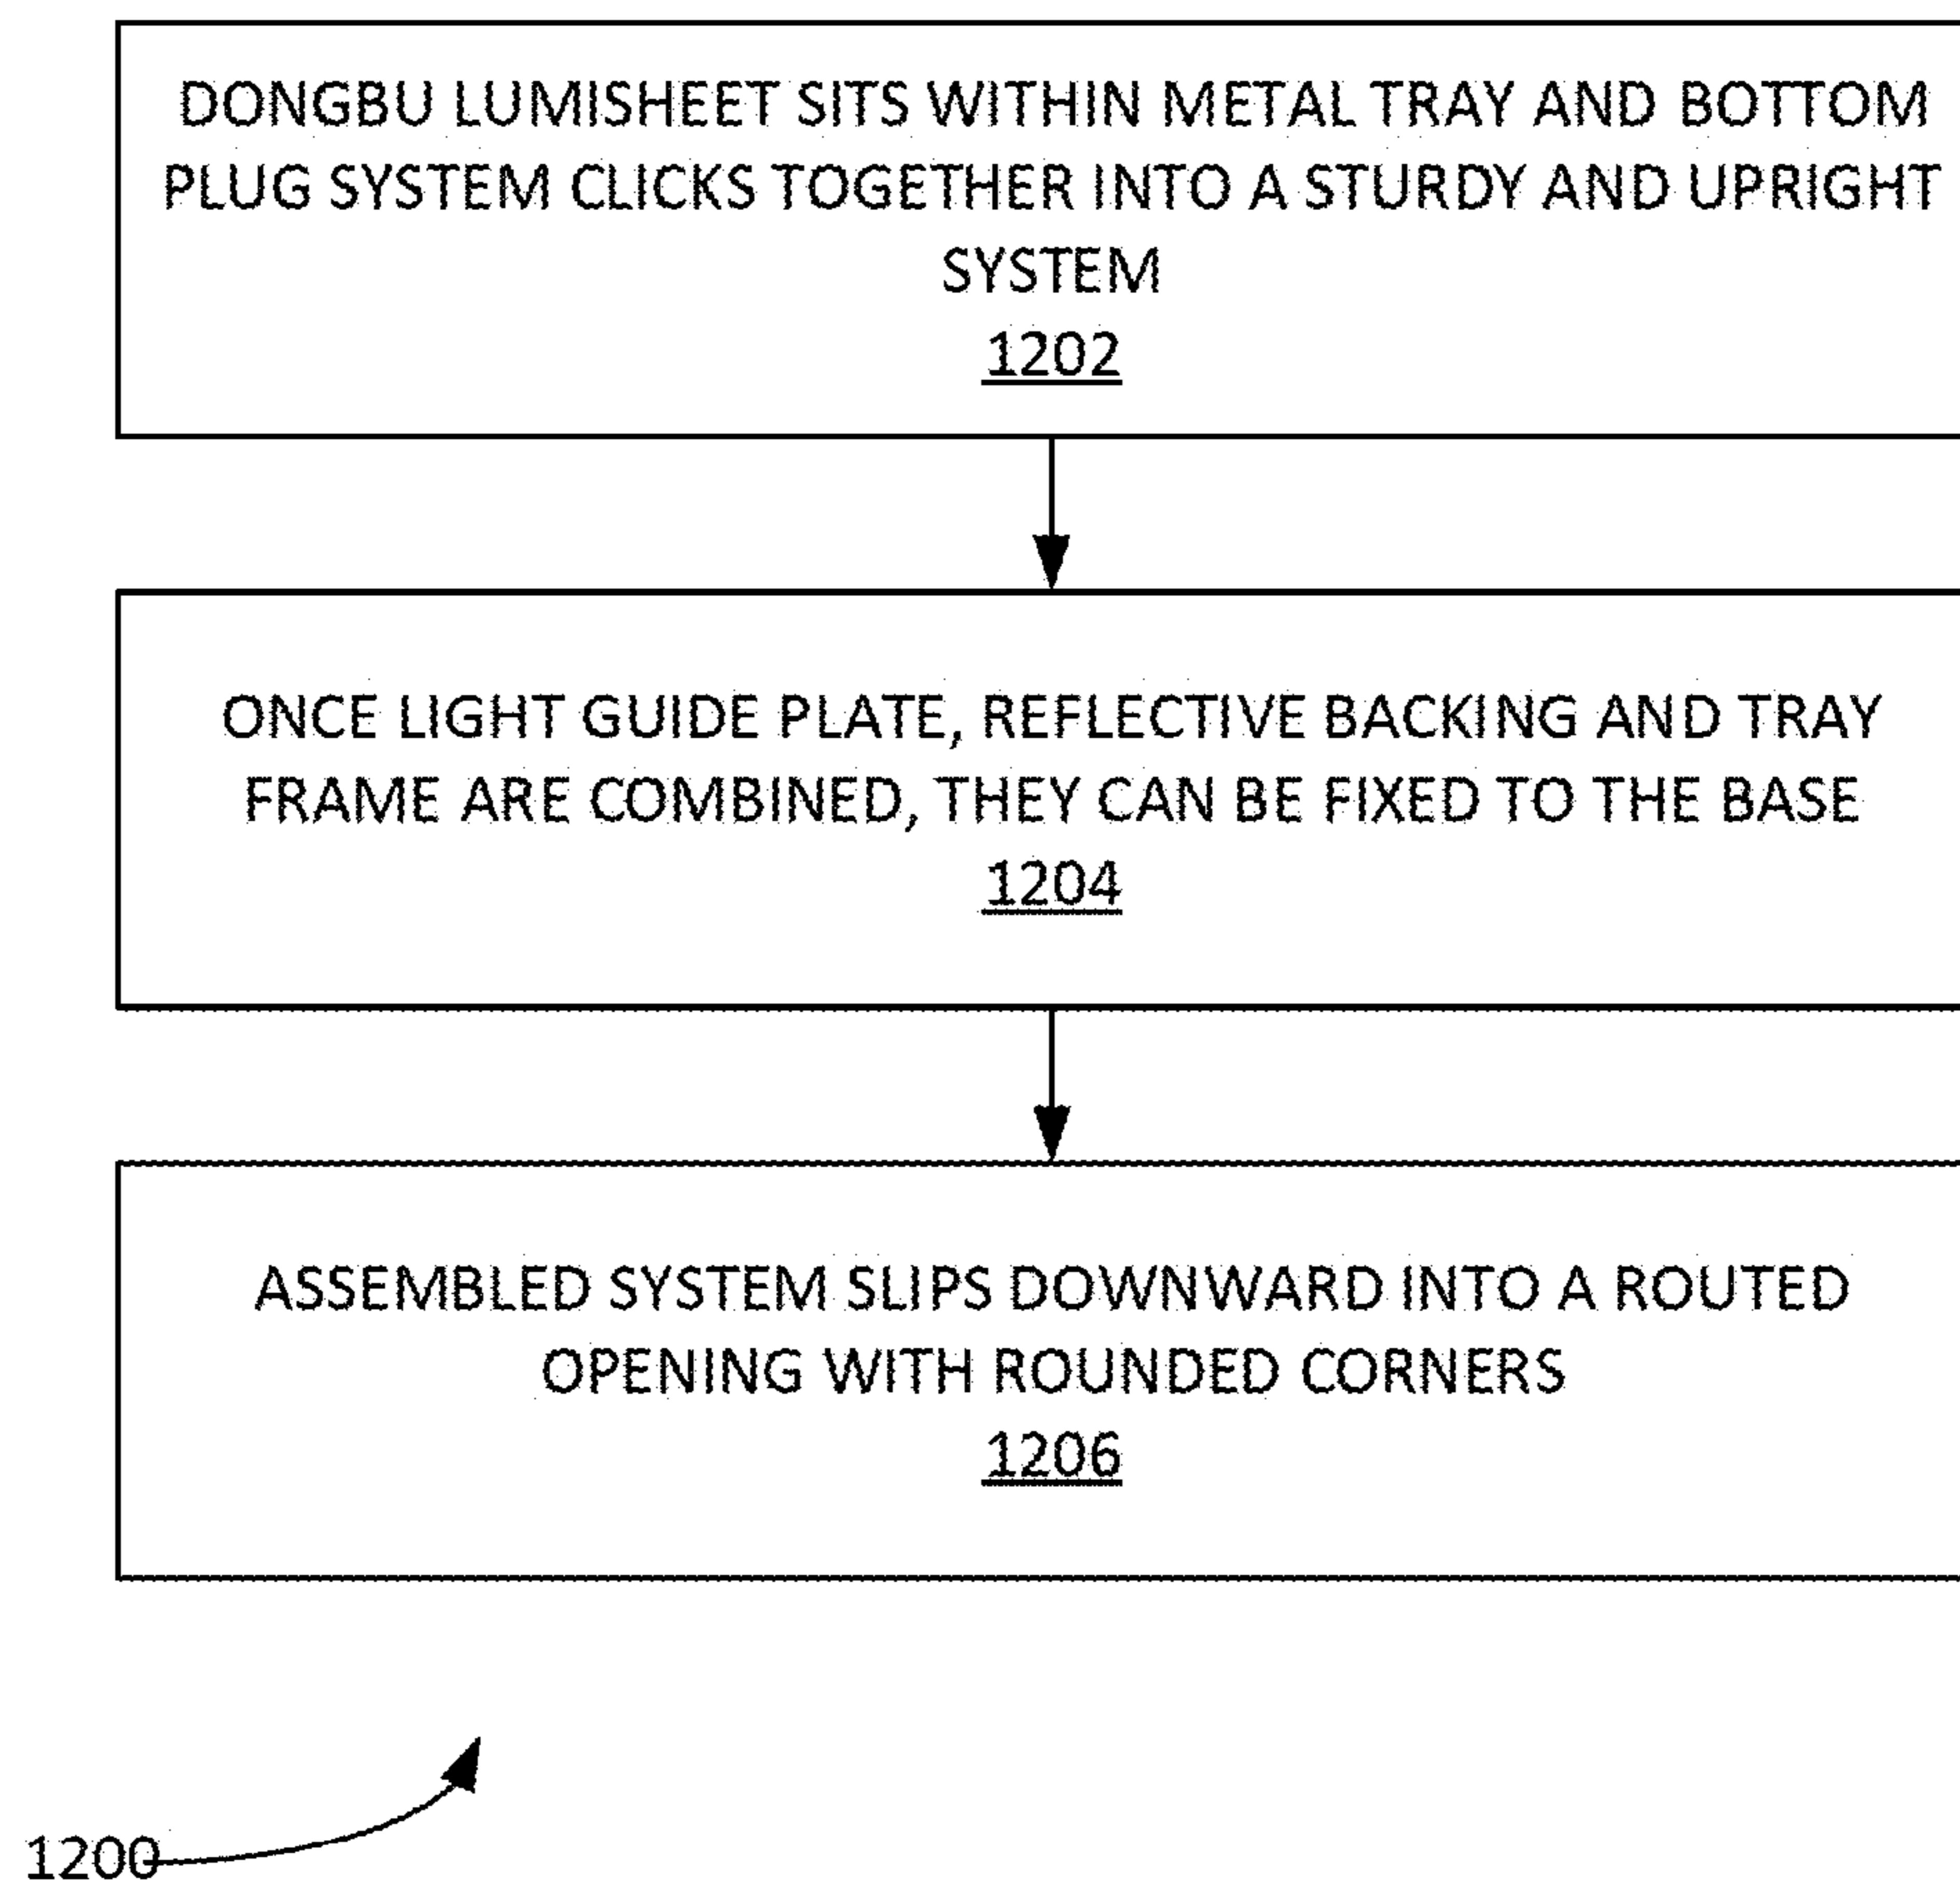 DONGBU LUMISHEET SITS WITHIN METAL TRAY AND BOTTOM
PLUG SYSTEM CLICKS TOGETHER INTO A STURDY AND UPRIGHT
SYSTEM
1202
ONCE LIGHT GUIDE PLATE, REFLECTIVE BACKING AND TRAY
FRAME ARE COMBINED, THEY CAN BE FIXED TO THE BASE
1204
ASSEMBLED SYSTEM SLIPS DOWNWARD INTO A ROUTED
OPENING WITH ROUNDED CORNERS
1206
1200